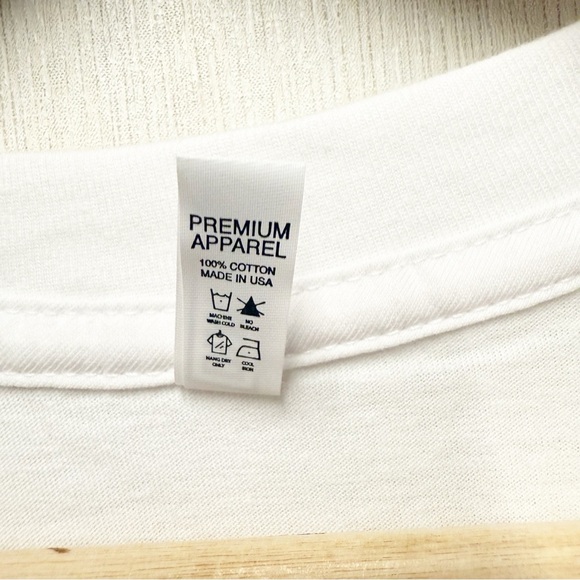 PREMIUM
APPAREL
100% COTTON
MADE IN USA
MACHINE NO
WASH COLD BLEACH
HANG DRY COOL
ONLY IRON